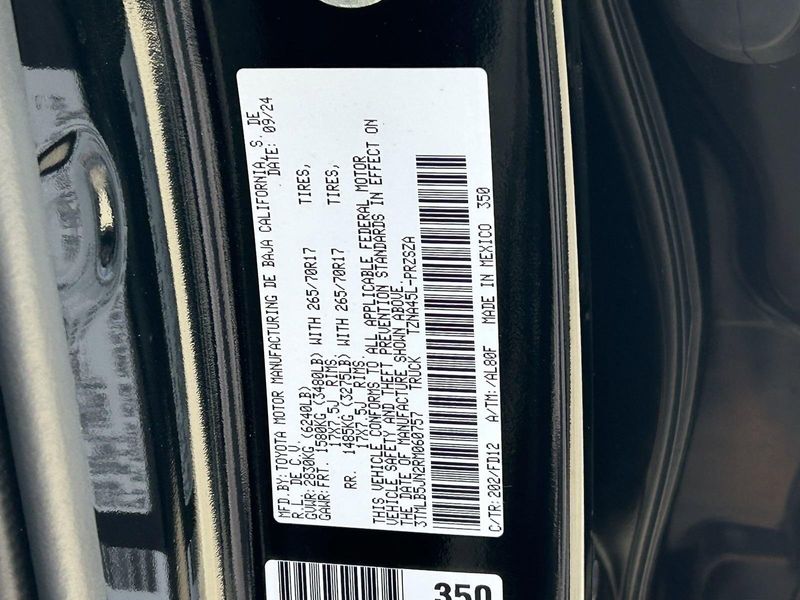 MFD.BY: TOYOTA MOTOR MANUFACTURING DE BAJA CALIFORNIA, S. DE
R.L. DE C.V. DATE: 09/24
GVWR: 2830KG (6240LB)
GAWR: FRT. 1580KG (3480LB) WITH 265/70R17 TIRES,
17X7.5J RIMS.
RR. 1485KG (3275LB) WITH 265/70R17 TIRES,
17X7.5J RIMS.
THIS VEHICLE CONFORMS TO ALL APPLICABLE FEDERAL MOTOR
VEHICLE SAFETY AND THEFT PREVENTION STANDARDS IN EFFECT ON
THE DATE OF MANUFACTURE SHOWN ABOVE.
3TMLB5JN2RM060757 TRUCK TZNA45L-PRZSZA
C/TR: 202/FD12 A/TM: /AL80F MADE IN MEXICO 350
350